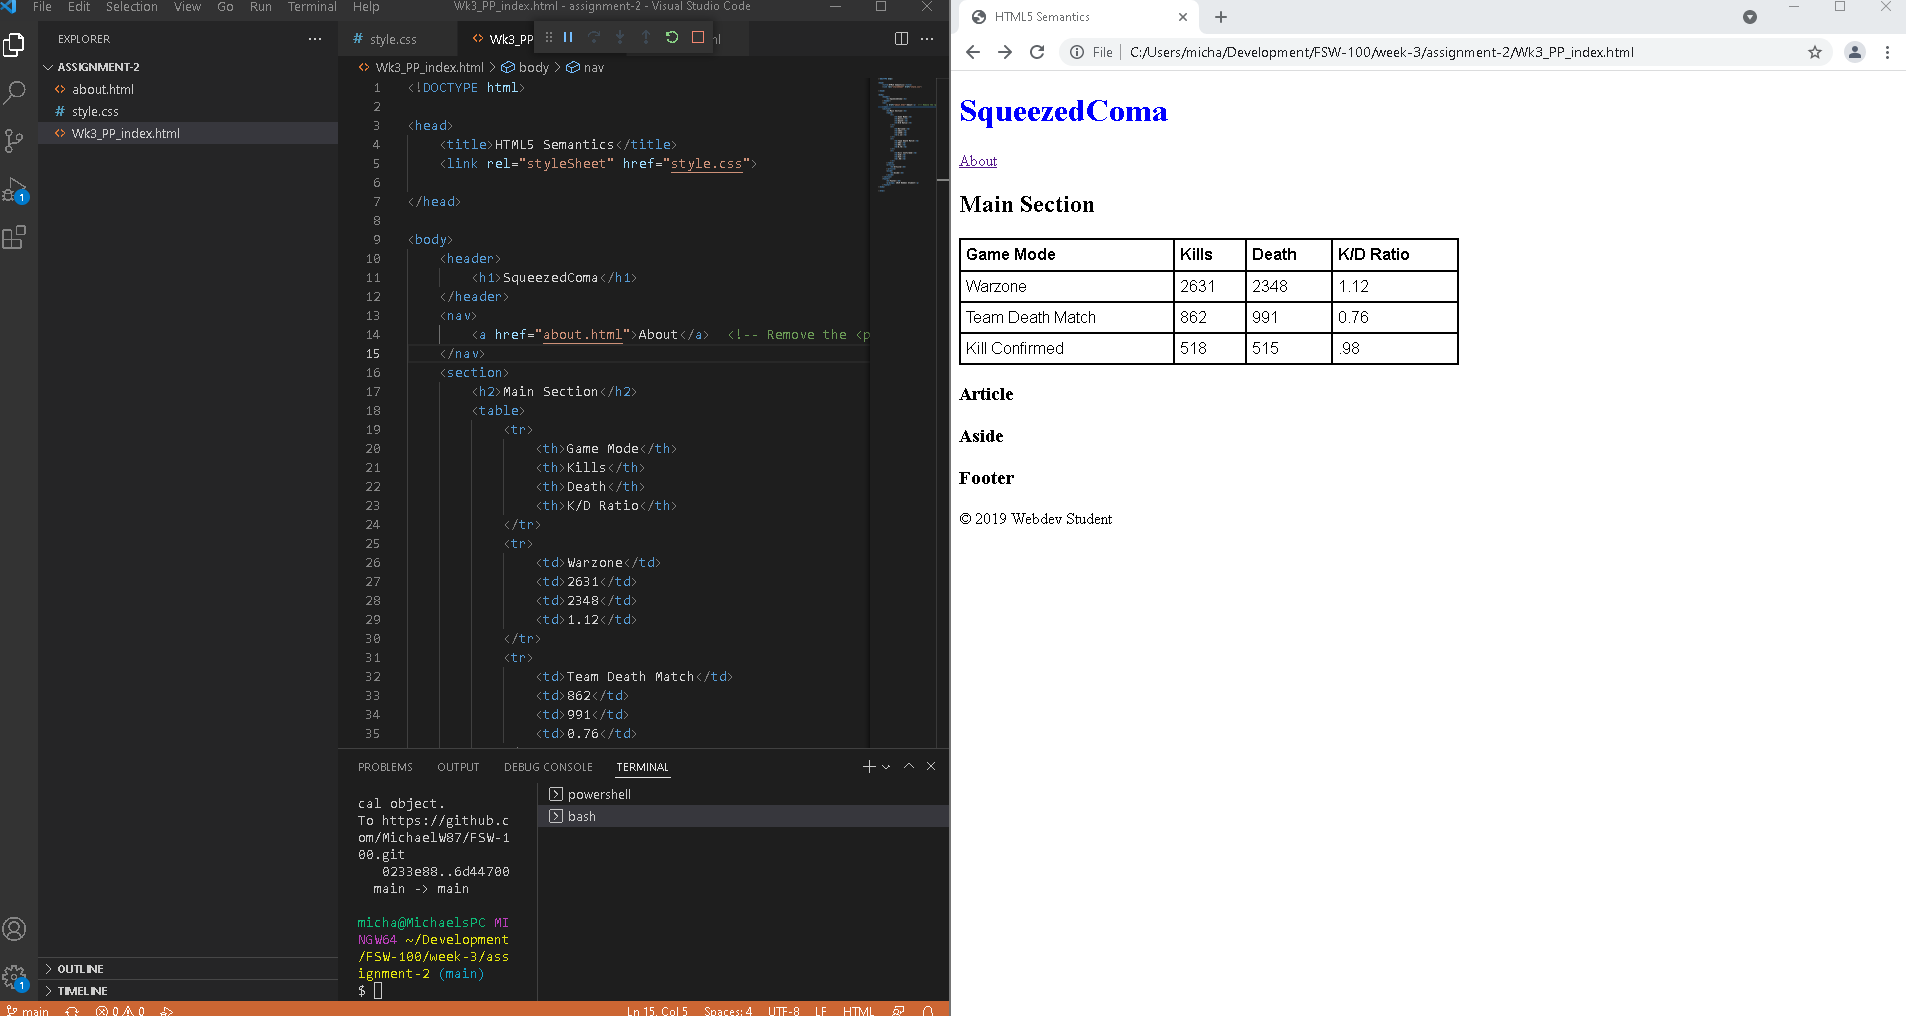 File Edit Selection View Go Run Terminal Help Wk3_PP_index.html - assignment-2 - Visual Studio Code
EXPLORER
ASSIGNMENT-2
about.html
style.css
Wk3_PP_index.html
OUTLINE
TIMELINE
1
1
style.css Wk3_PP
Wk3_PP_index.html > body > nav
1 <!DOCTYPE html>
2
3 <head>
4 <title>HTML5 Semantics</title>
5 <link rel="styleSheet" href="style.css">
6
7 </head>
8
9 <body>
10 <header>
11 <h1>SqueezedComa</h1>
12 </header>
13 <nav>
14 <a href="about.html">About</a> <!-- Remove the <p
15 </nav>
16 <section>
17 <h2>Main Section</h2>
18 <table>
19 <tr>
20 <th>Game Mode</th>
21 <th>Kills</th>
22 <th>Death</th>
23 <th>K/D Ratio</th>
24 </tr>
25 <tr>
26 <td>Warzone</td>
27 <td>2631</td>
28 <td>2348</td>
29 <td>1.12</td>
30 </tr>
31 <tr>
32 <td>Team Death Match</td>
33 <td>862</td>
34 <td>991</td>
35 <td>0.76</td>
PROBLEMS OUTPUT DEBUG CONSOLE TERMINAL
cal object.
To https://github.c
om/MichaelW87/FSW-1
00.git
0233e88..6d44700
main -> main
micha@MichaelsPC MI
NGW64 ~/Development
/FSW-100/week-3/ass
ignment-2 (main)
$
powershell
bash
main 0 0 Ln 15, Col 5 Spaces: 4 UTF-8 LF HTML
HTML5 Semantics
File C:/Users/micha/Development/FSW-100/week-3/assignment-2/Wk3_PP_index.html
SqueezedComa
About
Main Section
Game Mode Kills Death K/D Ratio
Warzone 2631 2348 1.12
Team Death Match 862 991 0.76
Kill Confirmed 518 515 .98
Article
Aside
Footer
© 2019 Webdev Student